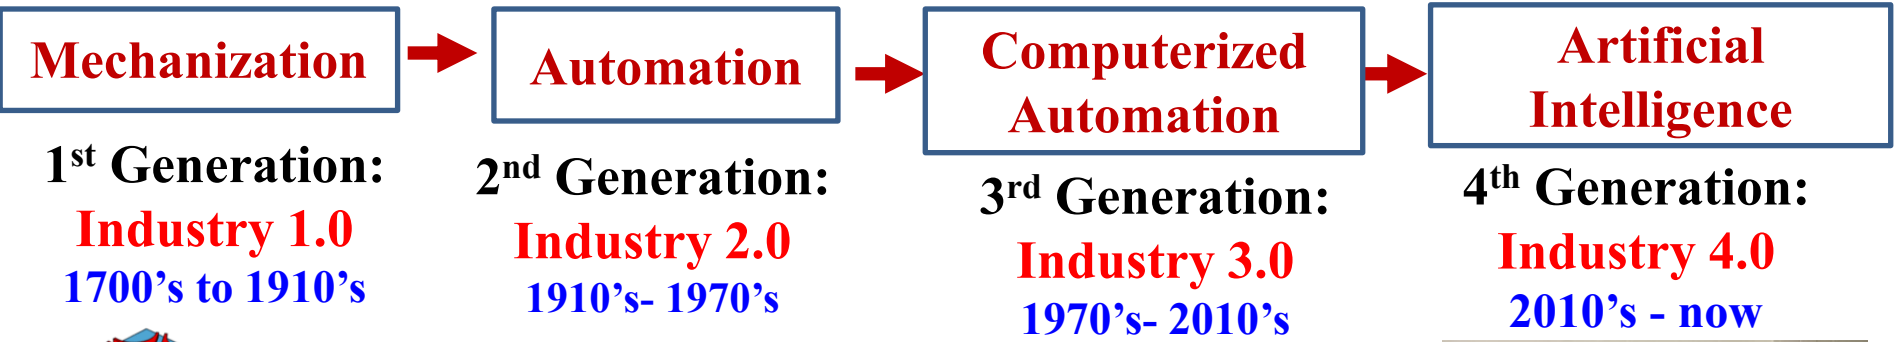 Mechanization
1st Generation:
Industry 1.0
1700’s to 1910’s
Automation
2nd Generation:
Industry 2.0
1910’s- 1970’s
Computerized
Automation
3rd Generation:
Industry 3.0
1970’s- 2010’s
Artificial
Intelligence
4th Generation:
Industry 4.0
2010’s - now